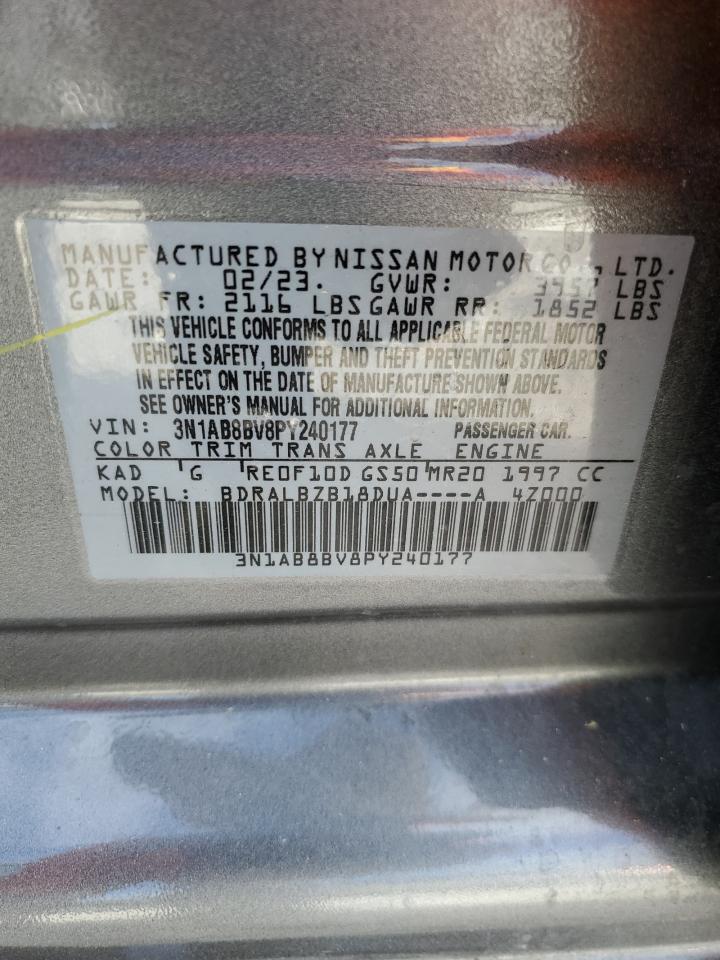 MANUFACTURED BY NISSAN MOTOR CO., LTD.
DATE: 02/23. GVWR: 3957 LBS
GAWR FR: 2116 LBS GAWR RR: 1852 LBS
THIS VEHICLE CONFORMS TO ALL APPLICABLE FEDERAL MOTOR
VEHICLE SAFETY, BUMPER AND THEFT PREVENTION STANDARDS
IN EFFECT ON THE DATE OF MANUFACTURE SHOWN ABOVE.
SEE OWNER'S MANUAL FOR ADDITIONAL INFORMATION.
VIN: 3N1AB8BV8PY240177 PASSENGER CAR.
COLOR TRIM TRANS AXLE ENGINE
KAD G RE0F10D GS50 MR20 1997 CC
MODEL: BDRALBZB18DUA----A 4Z000
3N1AB8BV8PY240177